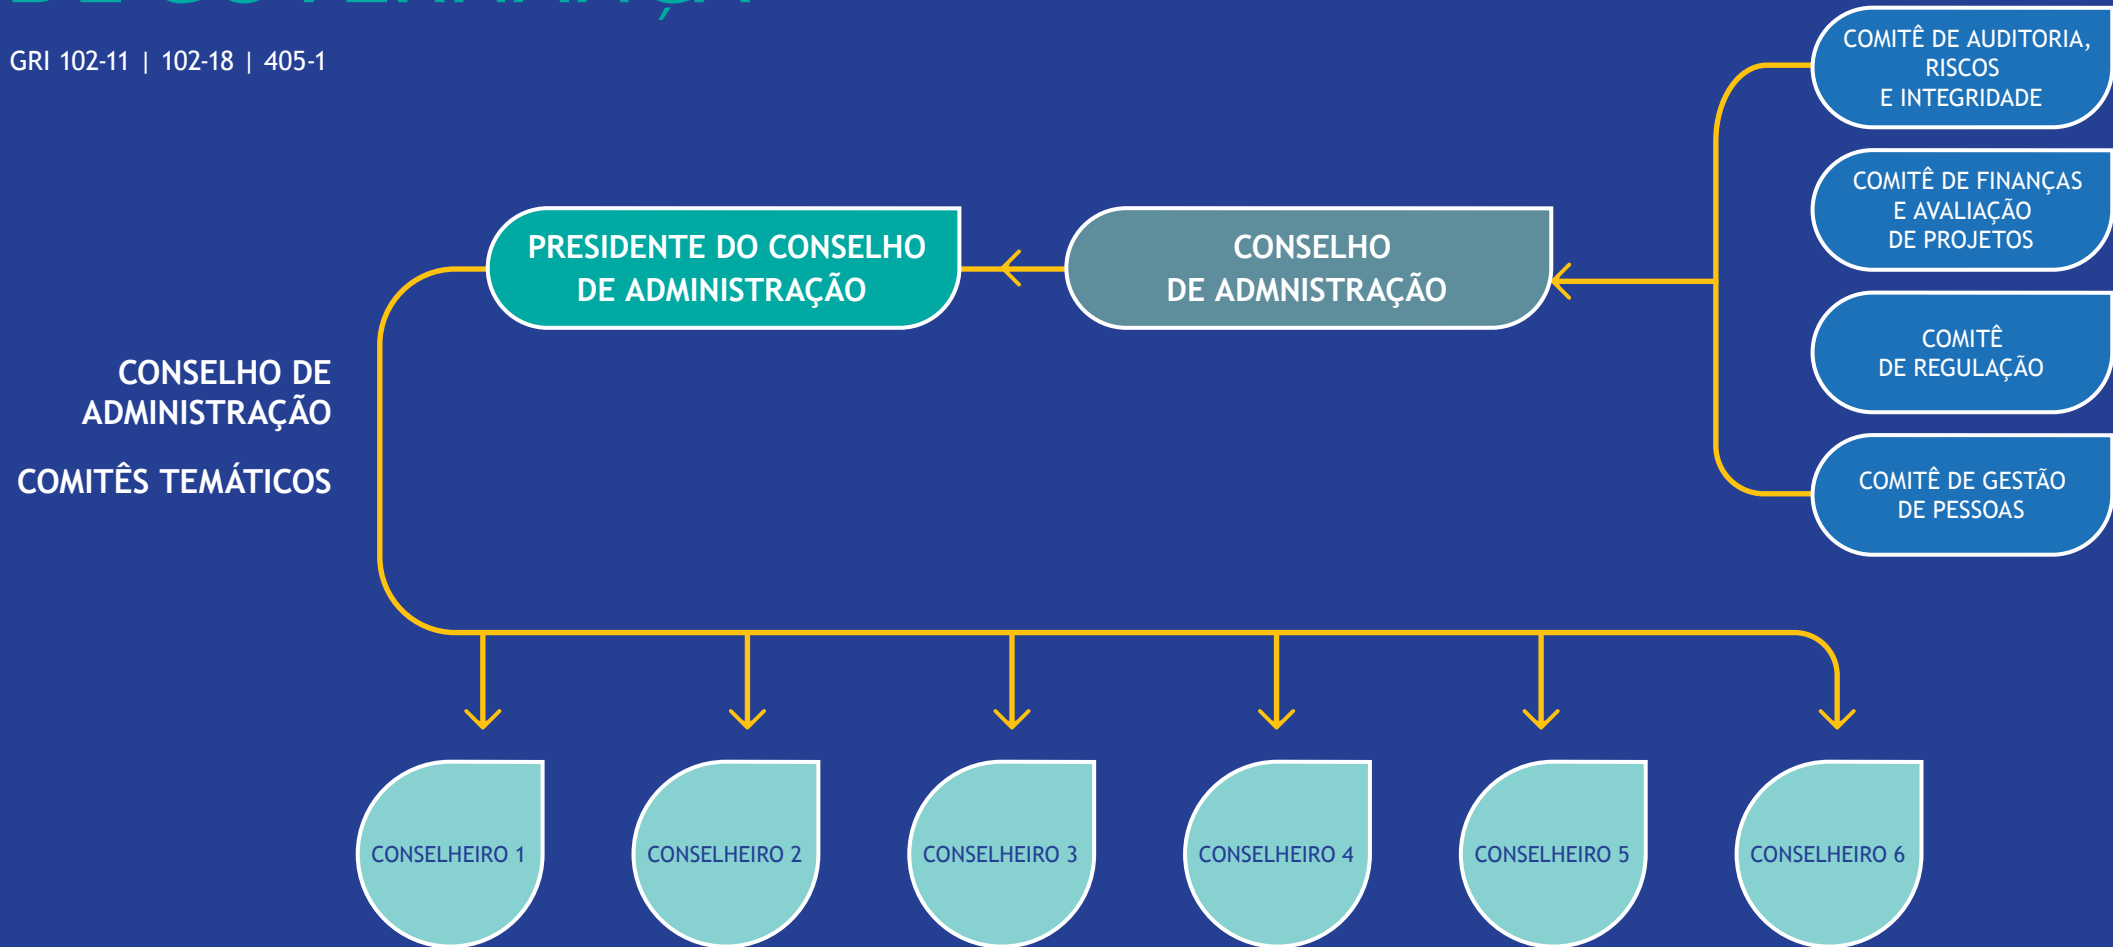 DE GOVERNANÇA
GRI 102-11 | 102-18 | 405-1
COMITÊ DE AUDITORIA,
RISCOS
E INTEGRIDADE
COMITÊ DE FINANÇAS
E AVALIAÇÃO
DE PROJETOS
COMITÊ
DE REGULAÇÃO
COMITÊ DE GESTÃO
DE PESSOAS
PRESIDENTE DO CONSELHO
DE ADMINISTRAÇÃO
CONSELHO
DE ADMNISTRAÇÃO
CONSELHO DE
ADMINISTRAÇÃO
COMITÊS TEMÁTICOS
CONSELHEIRO 1
CONSELHEIRO 2
CONSELHEIRO 3
CONSELHEIRO 4
CONSELHEIRO 5
CONSELHEIRO 6